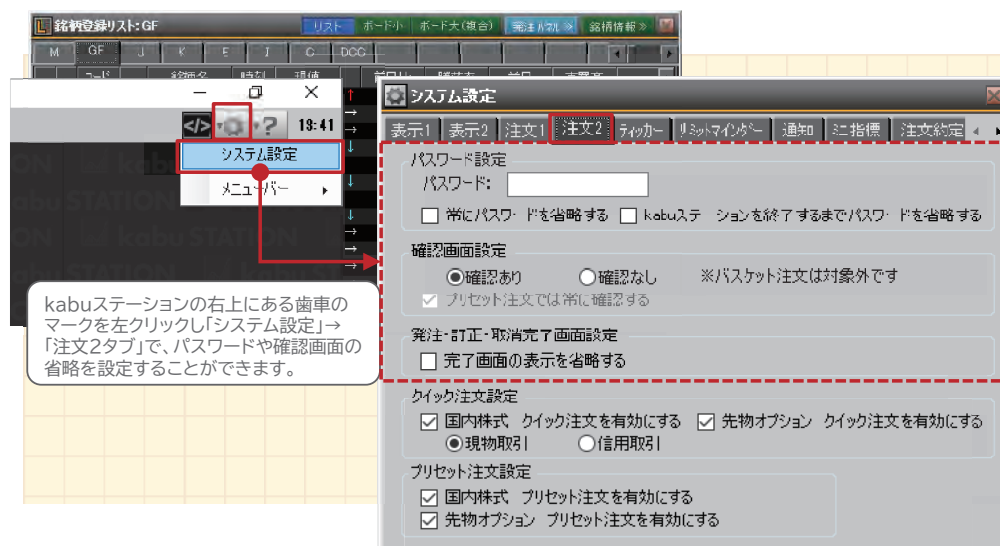 銘柄登録リスト:GF
リスト ボード小 ボード大(複合) 発注パネル» 銘柄情報»
M GF J K E I C DCG
コード 銘柄名 時刻 現値
</> ? 13:41
システム設定
メニューバー
kabuステーションの右上にある歯車の
マークを左クリックし「システム設定」→
「注文2タブ」で、パスワードや確認画面の
省略を設定することができます。
システム設定
表示1 表示2 注文1 注文2 ティッカー リミットマインダー 通知 ミニ指標 注文約定
パスワード設定
パスワード:
常にパスワードを省略する kabuステーションを終了するまでパスワードを省略する
確認画面設定
確認あり 確認なし ※バスケット注文は対象外です
プリセット注文では常に確認する
発注・訂正・取消完了画面設定
完了画面の表示を省略する
クイック注文設定
国内株式 クイック注文を有効にする 先物オプション クイック注文を有効にする
現物取引 信用取引
プリセット注文設定
国内株式 プリセット注文を有効にする
先物オプション プリセット注文を有効にする